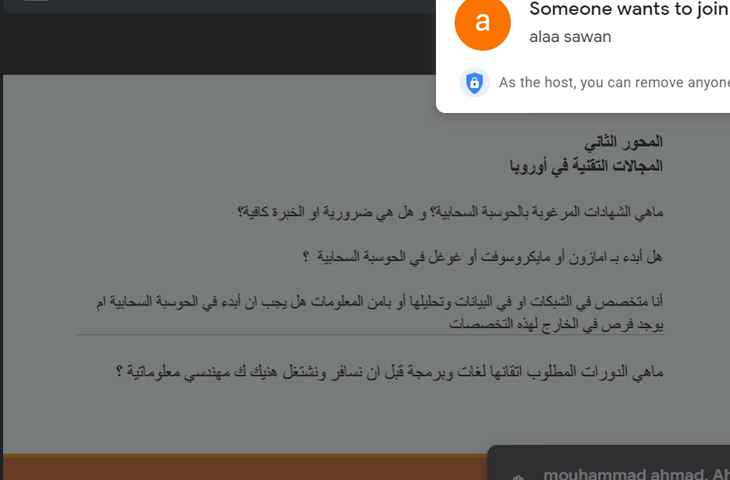 Someone wants to join
a
alaa sawan
As the host, you can remove anyone
المحور الثاني
المجالات التقنية في أوروبا
ماهي الشهادات المرغوبة بالحوسبة السحابية؟ و هل هي ضرورية او الخبرة كافية؟
هل أبدء بـ امازون أو مايكروسوفت أو غوغل في الحوسبة السحابية ؟
أنا متخصص في الشبكات او في البيانات وتحليلها أو بامن المعلومات هل يجب ان أبدء في الحوسبة السحابية ام
يوجد فرص في الخارج لهذه التخصصات
ماهي الدورات المطلوب اتقانها لغات وبرمجة قبل ان نسافر ونشتغل هنيك ك مهندسي معلوماتية ؟
mouhammad ahmad, Ah